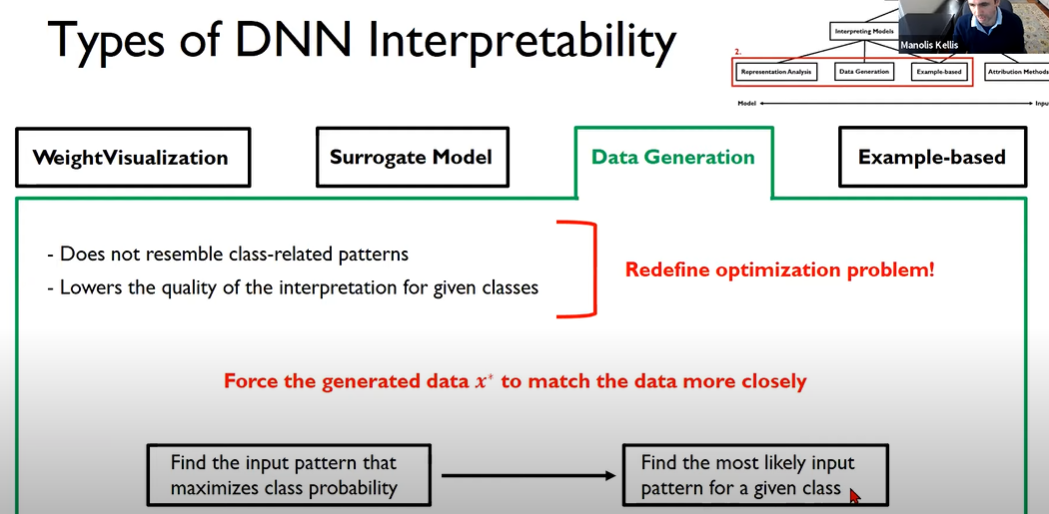 Types of DNN Interpretability
Interpreting Models
Manolis Kellis
2.
Representation Analysis
Data Generation
Example-based
Attribution Methods
Model
Inpu
WeightVisualization
Surrogate Model
Data Generation
Example-based
- Does not resemble class-related patterns
- Lowers the quality of the interpretation for given classes
Redefine optimization problem!
Force the generated data x* to match the data more closely
Find the input pattern that
maximizes class probability
Find the most likely input
pattern for a given class